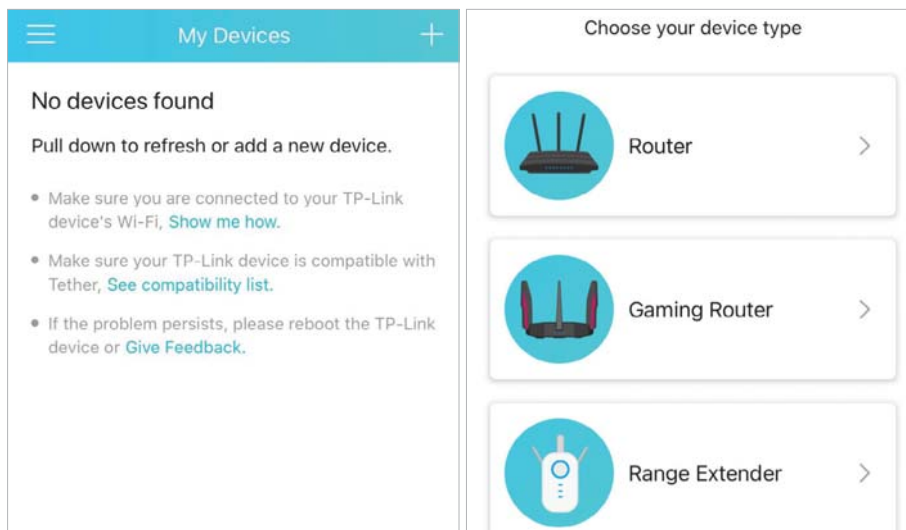 My Devices
No devices found
Pull down to refresh or add a new device.
Make sure you are connected to your TP-Link
device's Wi-Fi, Show me how.
Make sure your TP-Link device is compatible with
Tether, See compatibility list.
If the problem persists, please reboot the TP-Link
device or Give Feedback.
Choose your device type
Router
Gaming Router
Range Extender